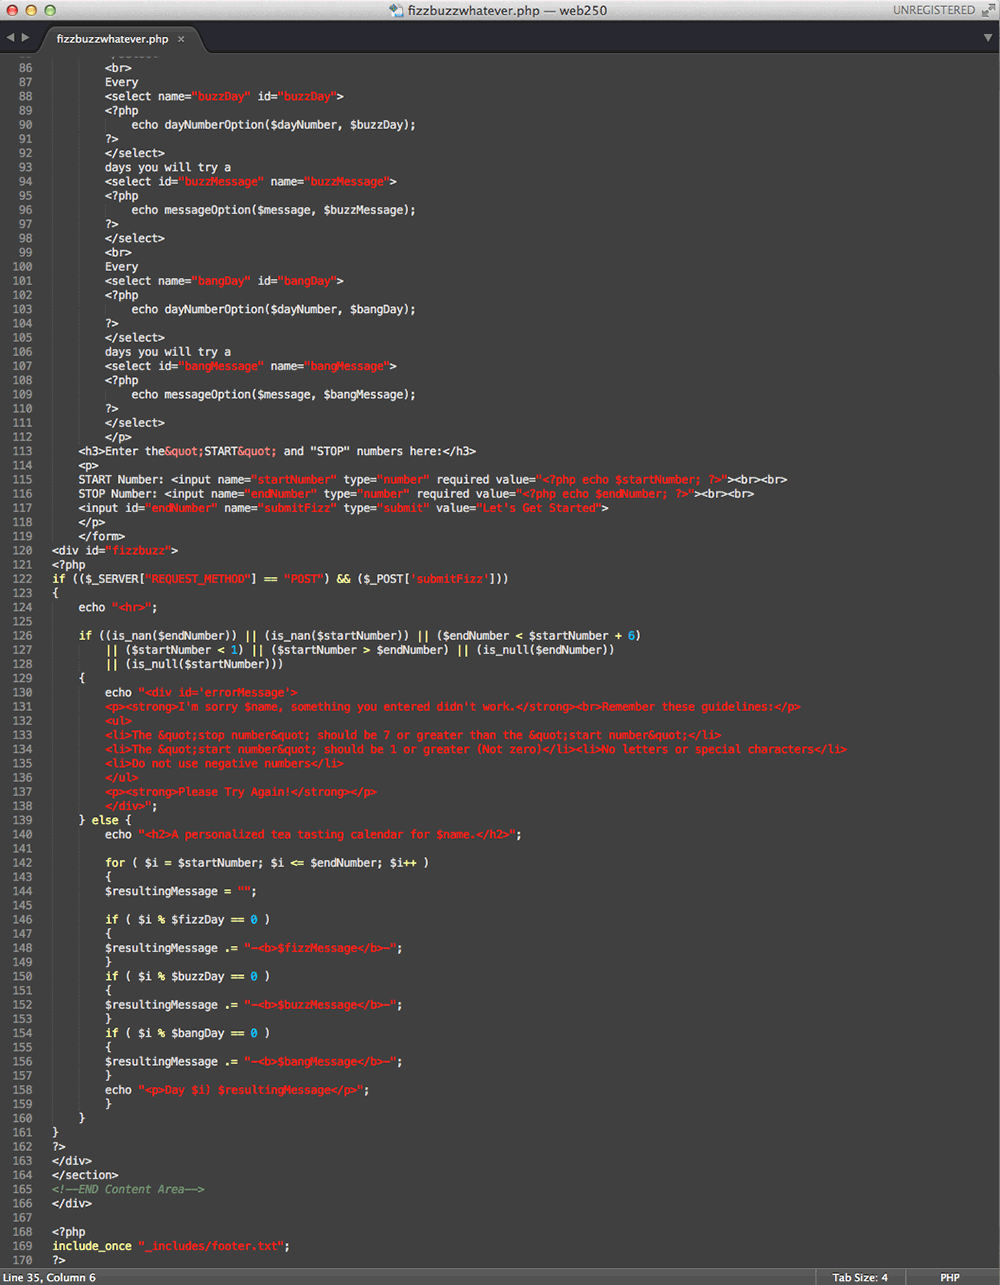 fizzbuzzwhatever.php — web250
UNREGISTERED
fizzbuzzwhatever.php ×
86 <br>
87 Every
88 <select name="buzzDay" id="buzzDay">
89 <?php
90 echo dayNumberOption($dayNumber, $buzzDay);
91 ?>
92 </select>
93 days you will try a
94 <select id="buzzMessage" name="buzzMessage">
95 <?php
96 echo messageOption($message, $buzzMessage);
97 ?>
98 </select>
99 <br>
100 Every
101 <select name="bangDay" id="bangDay">
102 <?php
103 echo dayNumberOption($dayNumber, $bangDay);
104 ?>
105 </select>
106 days you will try a
107 <select id="bangMessage" name="bangMessage">
108 <?php
109 echo messageOption($message, $bangMessage);
110 ?>
111 </select>
112 </p>
113 <h3>Enter the&quot;START&quot; and "STOP" numbers here:</h3>
114 <p>
115 START Number: <input name="startNumber" type="number" required value="<?php echo $startNumber; ?>"><br><br>
116 STOP Number: <input name="endNumber" type="number" required value="<?php echo $endNumber; ?>"><br><br>
117 <input id="endNumber" name="submitFizz" type="submit" value="Let's Get Started">
118 </p>
119 </form>
120 <div id="fizzbuzz">
121 <?php
122 if (($_SERVER["REQUEST_METHOD"] == "POST") && ($_POST['submitFizz']))
123 {
124 echo "<hr>";
125
126 if ((is_nan($endNumber)) || (is_nan($startNumber)) || ($endNumber < $startNumber + 6)
127 || ($startNumber < 1) || ($startNumber > $endNumber) || (is_null($endNumber))
128 || (is_null($startNumber)))
129 {
130 echo "<div id='errorMessage'>
131 <p><strong>I'm sorry $name, something you entered didn't work.</strong><br>Remember these guidelines:</p>
132 <ul>
133 <li>The &quot;stop number&quot; should be 7 or greater than the &quot;start number&quot;</li>
134 <li>The &quot;start number&quot; should be 1 or greater (Not zero)</li><li>No letters or special characters</li>
135 <li>Do not use negative numbers</li>
136 </ul>
137 <p><strong>Please Try Again!</strong></p>
138 </div>";
139 } else {
140 echo "<h2>A personalized tea tasting calendar for $name.</h2>";
141
142 for ( $i = $startNumber; $i <= $endNumber; $i++ )
143 {
144 $resultingMessage = "";
145
146 if ( $i % $fizzDay == 0 )
147 {
148 $resultingMessage .= "-<b>$fizzMessage</b>-";
149 }
150 if ( $i % $buzzDay == 0 )
151 {
152 $resultingMessage .= "-<b>$buzzMessage</b>-";
153 }
154 if ( $i % $bangDay == 0 )
155 {
156 $resultingMessage .= "-<b>$bangMessage</b>-";
157 }
158 echo "<p>Day $i) $resultingMessage</p>";
159 }
160 }
161 }
162 ?>
163 </div>
164 </section>
165 <!--END Content Area-->
166 </div>
167
168 <?php
169 include_once "_includes/footer.txt";
170 ?>
Line 35, Column 6
Tab Size: 4
PHP